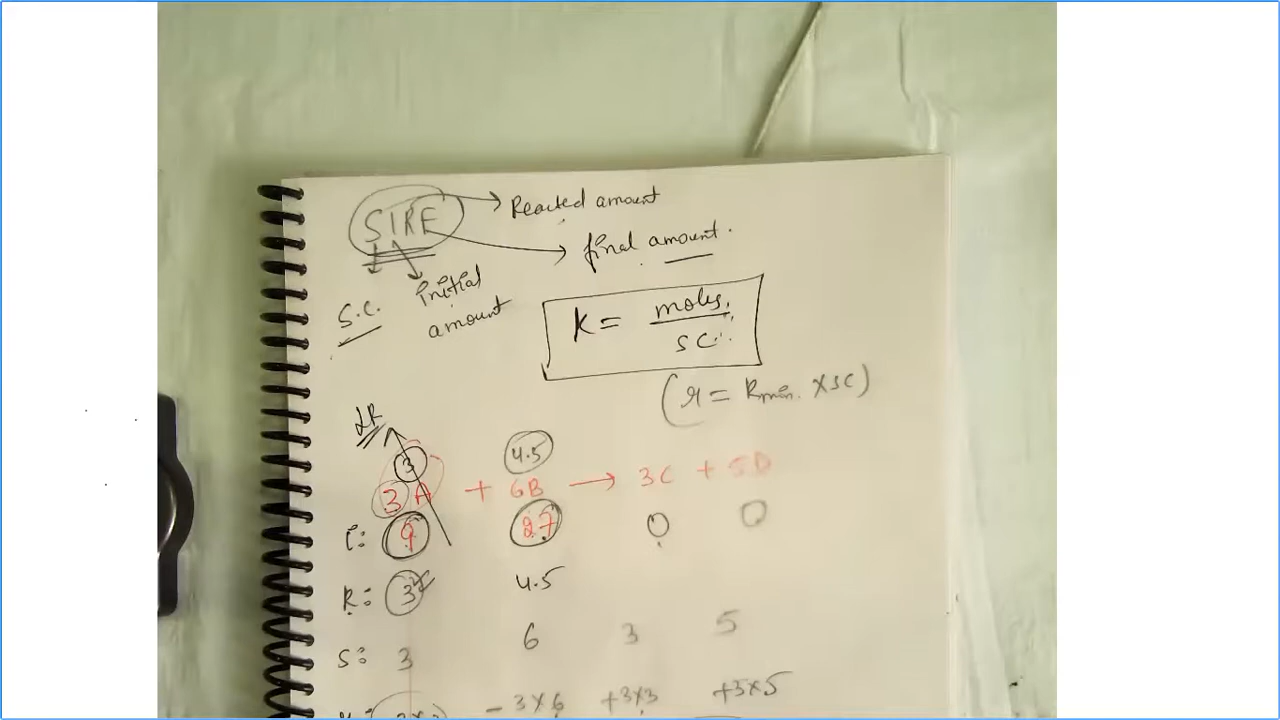 SIRF → Reacted amount
→ final amount.
S.C. initial amount
K = moles / SC
(r = Rmin. × SC)
LR
3 4.5
3A + 6B → 3C + 5D
i: 9 27 0 0
R: 3 4.5
S: 3 6 3 5
- 3×6 +3×3 +3×5